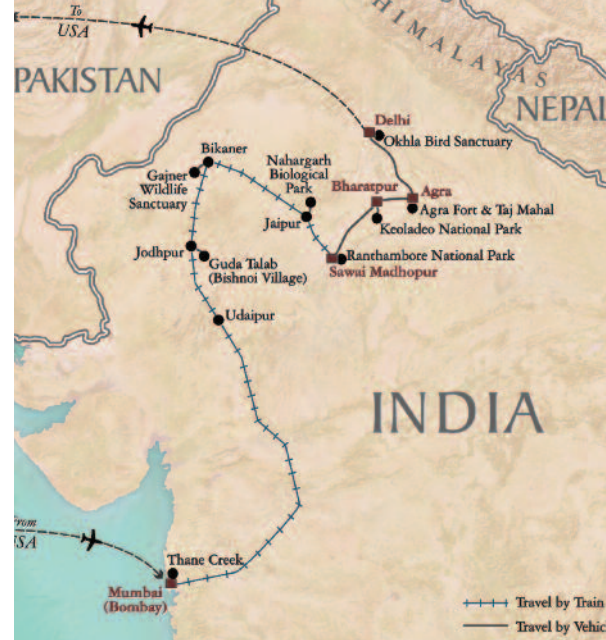 To
USA
HIMALAYAS
PAKISTAN
NEPAL
Delhi
Okhla Bird Sanctuary
Bikaner
Gajner
Wildlife
Sanctuary
Nahargarh
Biological
Park
Bharatpur
Agra
Agra Fort & Taj Mahal
Jaipur
Keoladeo National Park
Jodhpur
Guda Talab
(Bishnoi Village)
Ranthambore National Park
Sawai Madhopur
Udaipur
INDIA
From
USA
Thane Creek
Mumbai
(Bombay)
Travel by Train
Travel by Vehic